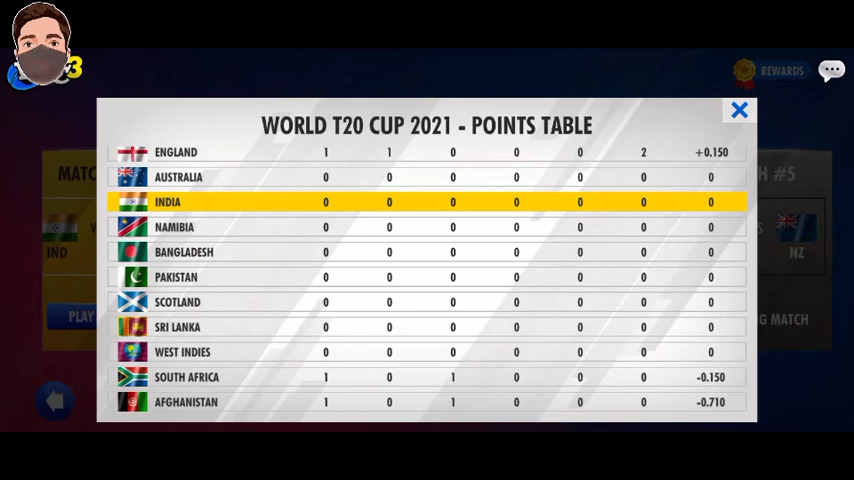 3
REWARDS
WORLD T20 CUP 2021 - POINTS TABLE
ENGLAND 1 1 0 0 0 2 +0.150
AUSTRALIA 0 0 0 0 0 0 0
INDIA 0 0 0 0 0 0 0
NAMIBIA 0 0 0 0 0 0 0
BANGLADESH 0 0 0 0 0 0 0
PAKISTAN 0 0 0 0 0 0 0
SCOTLAND 0 0 0 0 0 0 0
SRI LANKA 0 0 0 0 0 0 0
WEST INDIES 0 0 0 0 0 0 0
SOUTH AFRICA 1 0 1 0 0 0 -0.150
AFGHANISTAN 1 0 1 0 0 0 -0.710
MATC
H #5
IND
NZ
PLAY
G MATCH